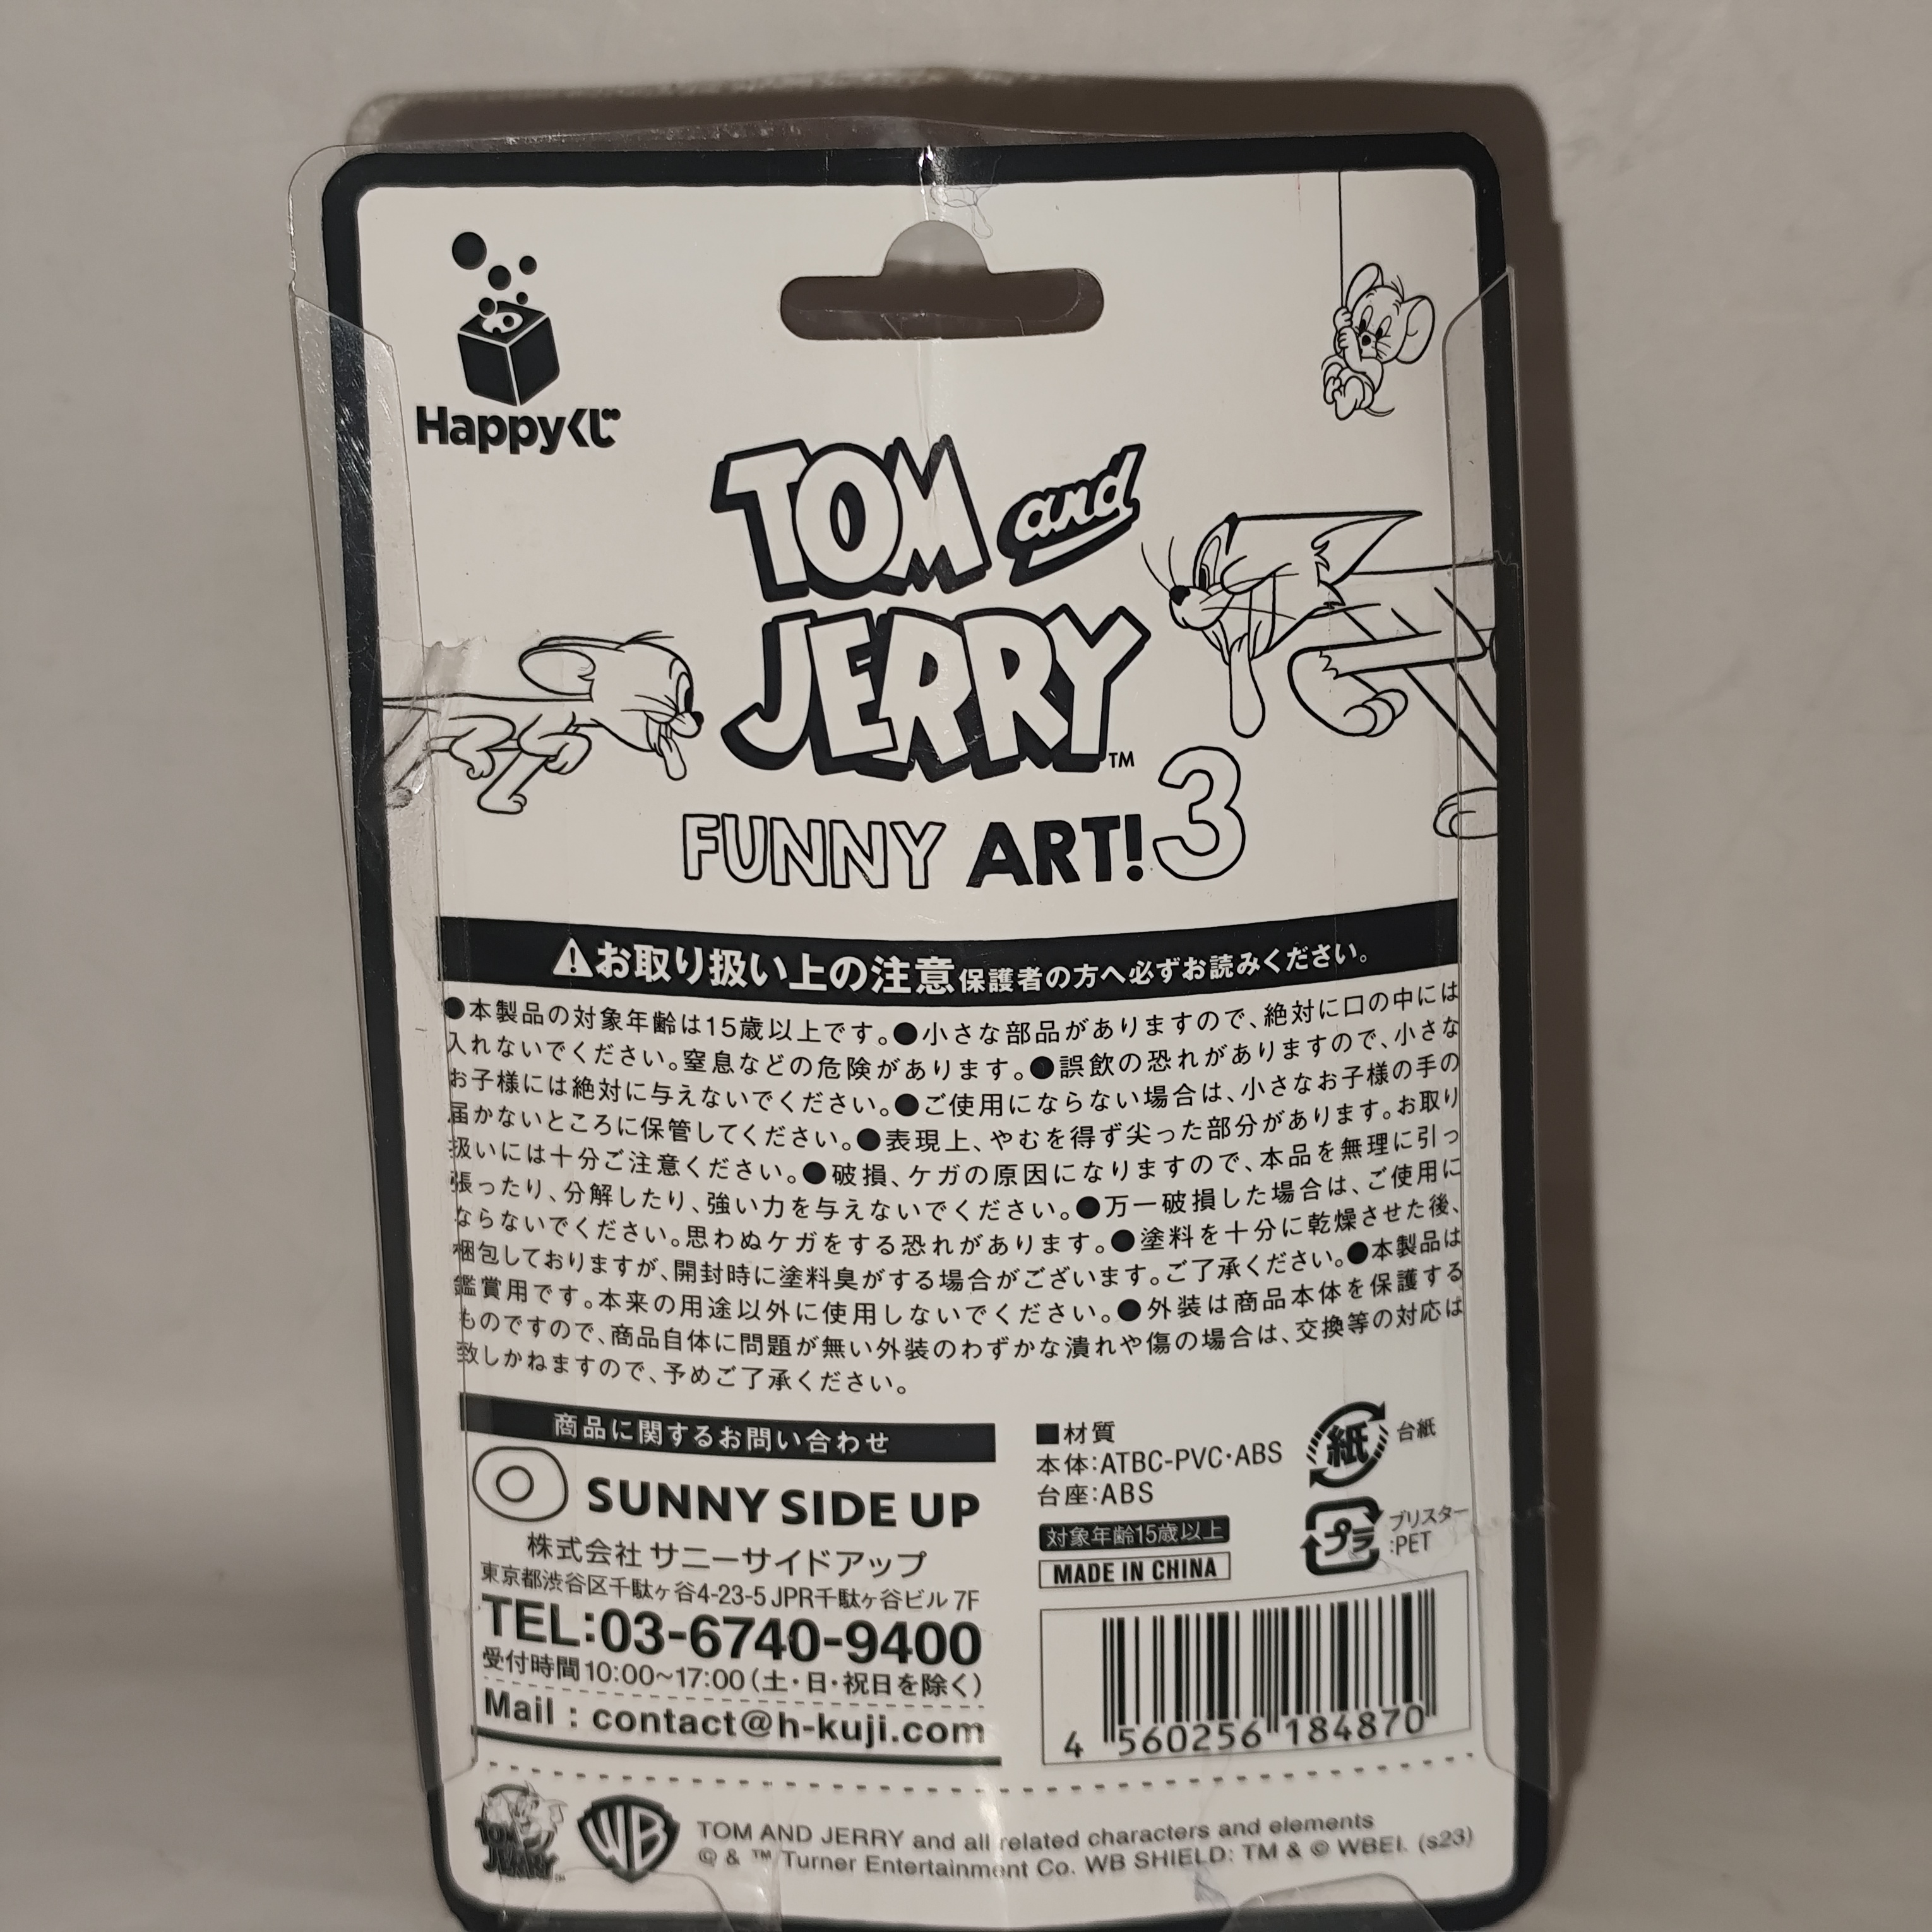 Happyくじ
TOM and
JERRY™
FUNNY ART!3
お取り扱い上の注意保護者の方へ必ずお読みください。
●本製品の対象年齢は15歳以上です。●小さな部品がありますので、絶対に口の中には
入れないでください。窒息などの危険があります。●誤飲の恐れがありますので、小さな
お子様には絶対に与えないでください。●ご使用にならない場合は、小さなお子様の手の
届かないところに保管してください。●表現上、やむを得ず尖った部分があります。お取り
扱いには十分ご注意ください。●破損、ケガの原因になりますので、本品を無理に引っ
張ったり、分解したり、強い力を与えないでください。●万一破損した場合は、ご使用に
ならないでください。思わぬケガをする恐れがあります。●塗料を十分に乾燥させた後、
梱包しておりますが、開封時に塗料臭がする場合がございます。ご了承ください。●本製品は
鑑賞用です。本来の用途以外に使用しないでください。●外装は商品本体を保護する
ものですので、商品自体に問題が無い外装のわずかな潰れや傷の場合は、交換等の対応は
致しかねますので、予めご了承ください。
商品に関するお問い合わせ
SUNNY SIDE UP
株式会社 サニーサイドアップ
東京都渋谷区千駄ヶ谷4-23-5 JPR千駄ヶ谷ビル 7F
TEL:03-6740-9400
受付時間10:00~17:00(土・日・祝日を除く)
Mail : contact@h-kuji.com
■材質
本体:ATBC-PVC・ABS
台座:ABS
対象年齢15歳以上
MADE IN CHINA
紙 台紙
プラ ブリスター
:PET
4 560256 184870
TOM and
JERRY
WB
TOM AND JERRY and all related characters and elements
© & ™ Turner Entertainment Co. WB SHIELD: TM & © WBEI. (s23)